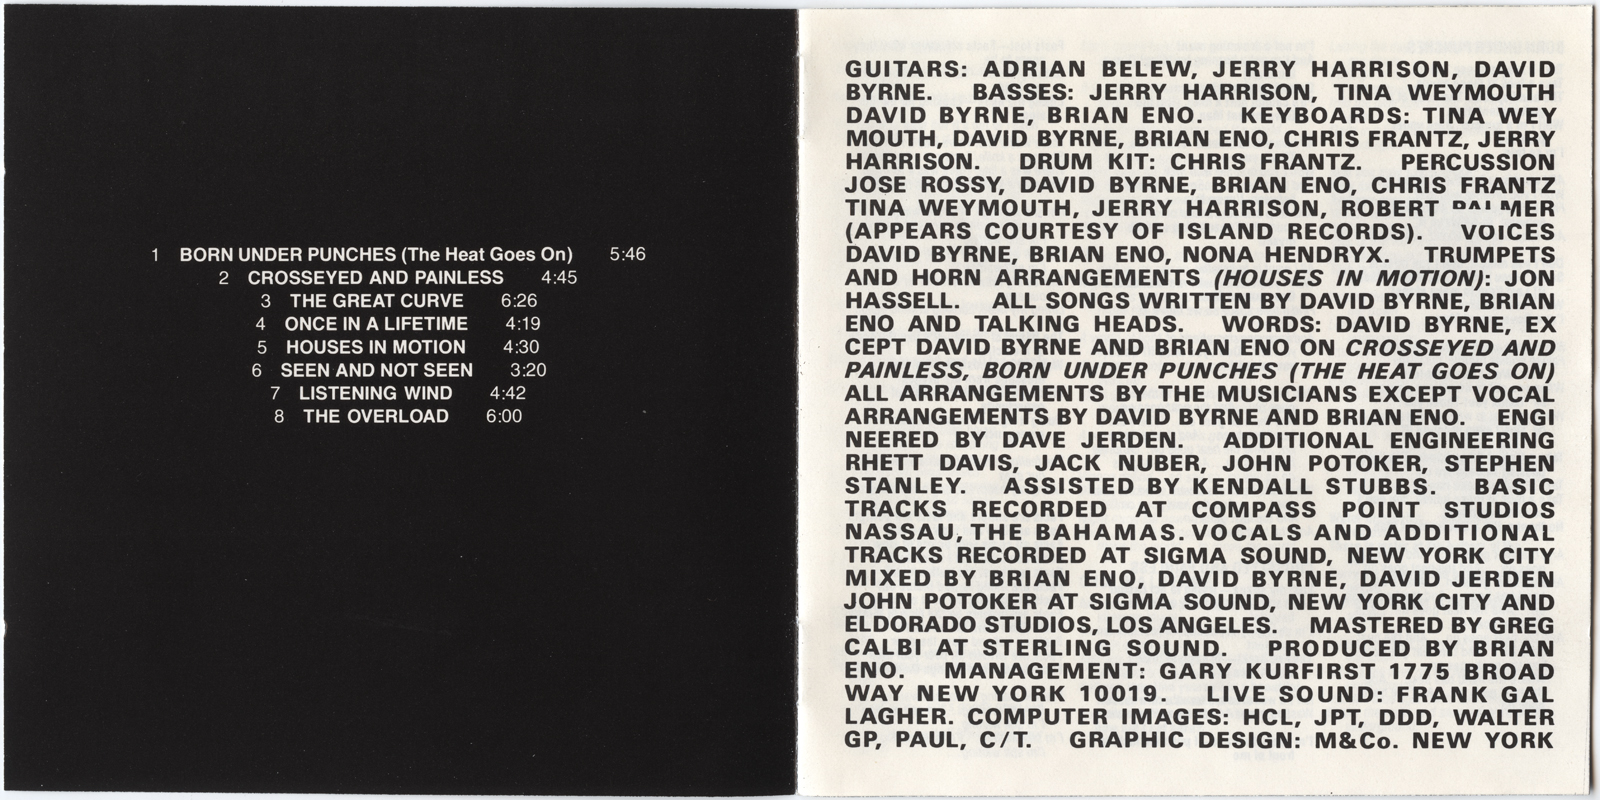 1 BORN UNDER PUNCHES (The Heat Goes On) 5:46
2 CROSSEYED AND PAINLESS 4:45
3 THE GREAT CURVE 6:26
4 ONCE IN A LIFETIME 4:19
5 HOUSES IN MOTION 4:30
6 SEEN AND NOT SEEN 3:20
7 LISTENING WIND 4:42
8 THE OVERLOAD 6:00
GUITARS: ADRIAN BELEW, JERRY HARRISON, DAVID
BYRNE. BASSES: JERRY HARRISON, TINA WEYMOUTH
DAVID BYRNE, BRIAN ENO. KEYBOARDS: TINA WEY
MOUTH, DAVID BYRNE, BRIAN ENO, CHRIS FRANTZ, JERRY
HARRISON. DRUM KIT: CHRIS FRANTZ. PERCUSSION
JOSE ROSSY, DAVID BYRNE, BRIAN ENO, CHRIS FRANTZ
TINA WEYMOUTH, JERRY HARRISON, ROBERT PALMER
(APPEARS COURTESY OF ISLAND RECORDS). VOICES
DAVID BYRNE, BRIAN ENO, NONA HENDRYX. TRUMPETS
AND HORN ARRANGEMENTS (HOUSES IN MOTION): JON
HASSELL. ALL SONGS WRITTEN BY DAVID BYRNE, BRIAN
ENO AND TALKING HEADS. WORDS: DAVID BYRNE, EX
CEPT DAVID BYRNE AND BRIAN ENO ON CROSSEYED AND
PAINLESS, BORN UNDER PUNCHES (THE HEAT GOES ON)
ALL ARRANGEMENTS BY THE MUSICIANS EXCEPT VOCAL
ARRANGEMENTS BY DAVID BYRNE AND BRIAN ENO. ENGI
NEERED BY DAVE JERDEN. ADDITIONAL ENGINEERING
RHETT DAVIS, JACK NUBER, JOHN POTOKER, STEPHEN
STANLEY. ASSISTED BY KENDALL STUBBS. BASIC
TRACKS RECORDED AT COMPASS POINT STUDIOS
NASSAU, THE BAHAMAS. VOCALS AND ADDITIONAL
TRACKS RECORDED AT SIGMA SOUND, NEW YORK CITY
MIXED BY BRIAN ENO, DAVID BYRNE, DAVID JERDEN
JOHN POTOKER AT SIGMA SOUND, NEW YORK CITY AND
ELDORADO STUDIOS, LOS ANGELES. MASTERED BY GREG
CALBI AT STERLING SOUND. PRODUCED BY BRIAN
ENO. MANAGEMENT: GARY KURFIRST 1775 BROAD
WAY NEW YORK 10019. LIVE SOUND: FRANK GAL
LAGHER. COMPUTER IMAGES: HCL, JPT, DDD, WALTER
GP, PAUL, C/T. GRAPHIC DESIGN: M&Co. NEW YORK